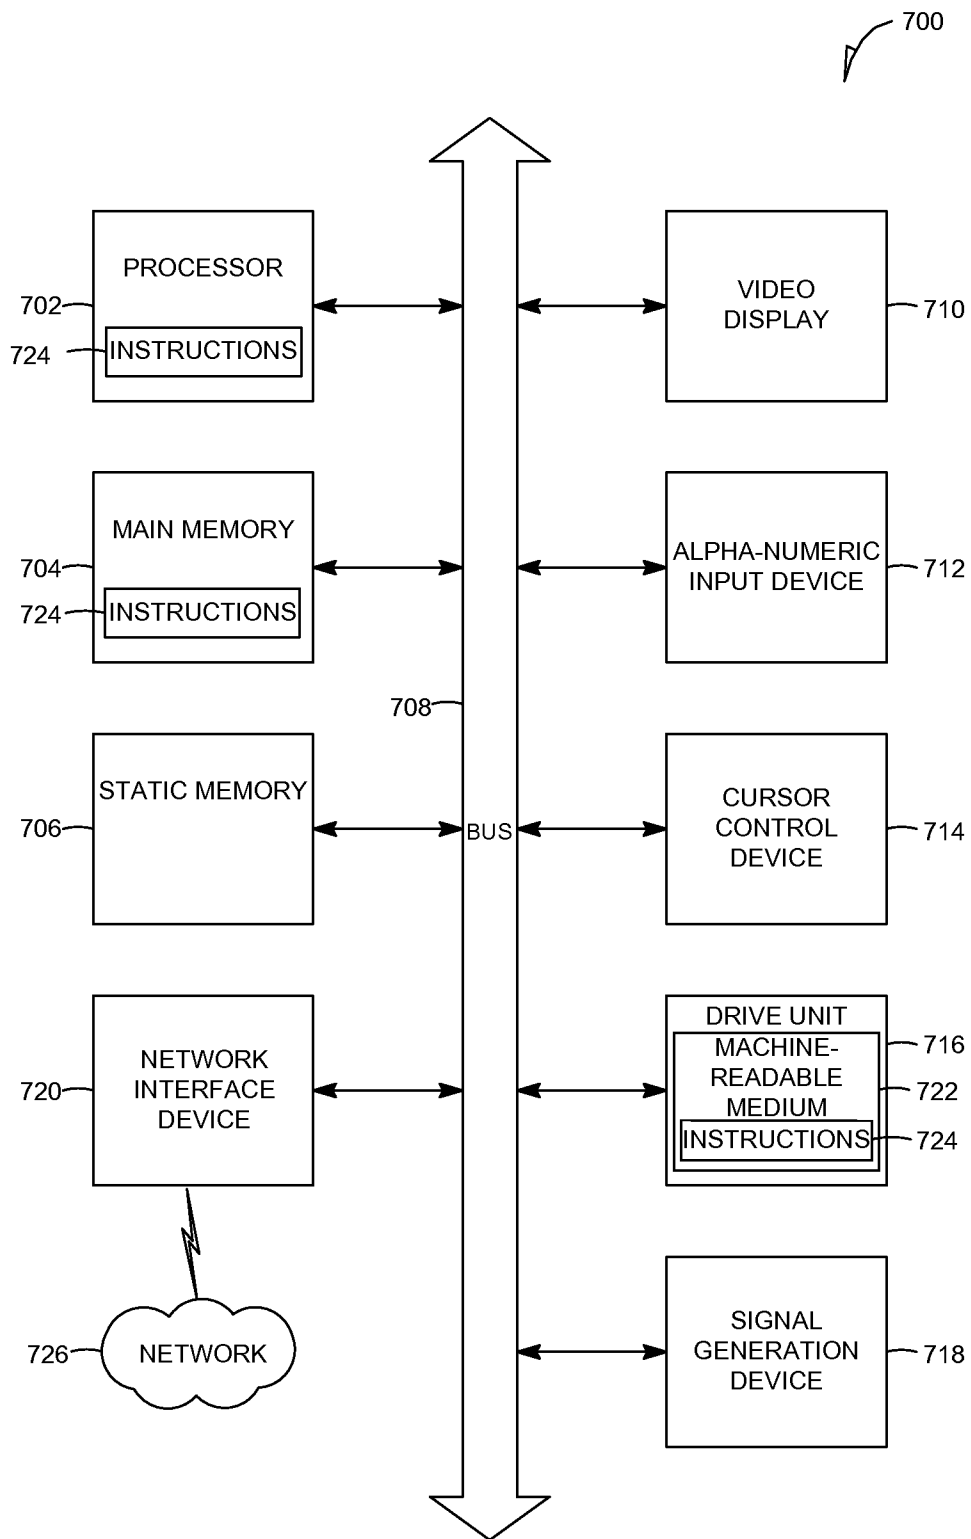 700
PROCESSOR
702
724
INSTRUCTIONS
VIDEO
DISPLAY
710
MAIN MEMORY
704
724
INSTRUCTIONS
ALPHA-NUMERIC
INPUT DEVICE
712
708
STATIC MEMORY
706
BUS
CURSOR
CONTROL
DEVICE
714
NETWORK
INTERFACE
DEVICE
720
DRIVE UNIT
716
MACHINE-
READABLE
MEDIUM
722
INSTRUCTIONS
724
NETWORK
726
SIGNAL
GENERATION
DEVICE
718